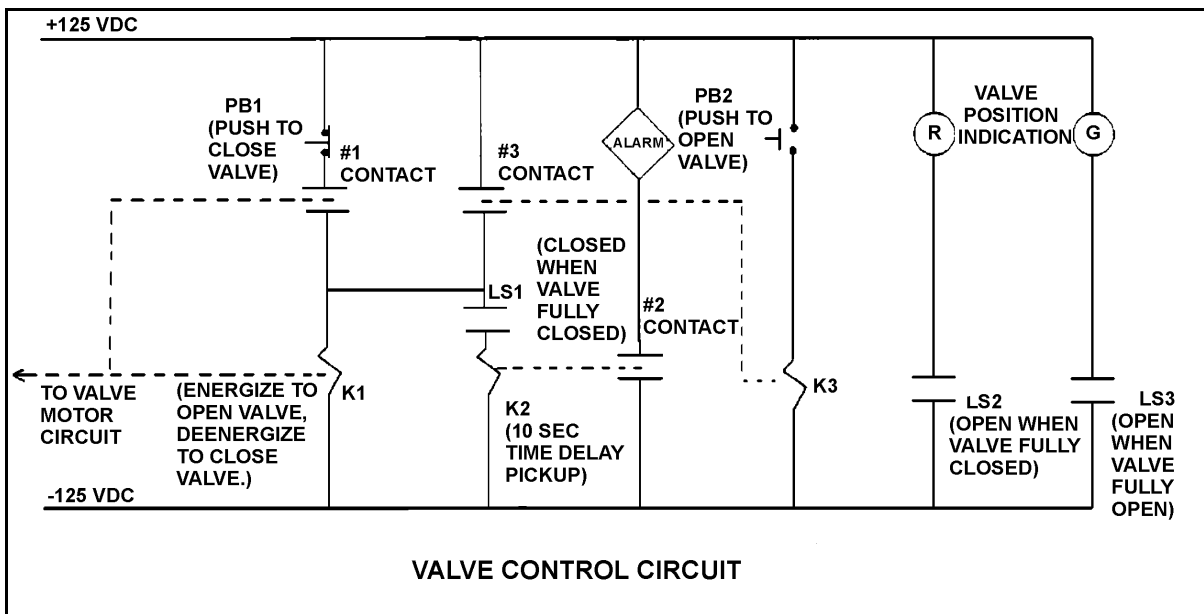 +125 VDC
PB1
(PUSH TO
CLOSE
VALVE)
#1
CONTACT
#3
CONTACT
ALARM
PB2
(PUSH TO
OPEN
VALVE)
R
VALVE
POSITION
INDICATION
G
(CLOSED
WHEN
VALVE
FULLY
CLOSED)
LS1
#2
CONTACT
TO VALVE
MOTOR
CIRCUIT
(ENERGIZE TO
OPEN VALVE,
DEENERGIZE
TO CLOSE
VALVE.)
K1
K2
(10 SEC
TIME DELAY
PICKUP)
K3
LS2
(OPEN WHEN
VALVE FULLY
CLOSED)
LS3
(OPEN
WHEN
VALVE
FULLY
OPEN)
-125 VDC
VALVE CONTROL CIRCUIT